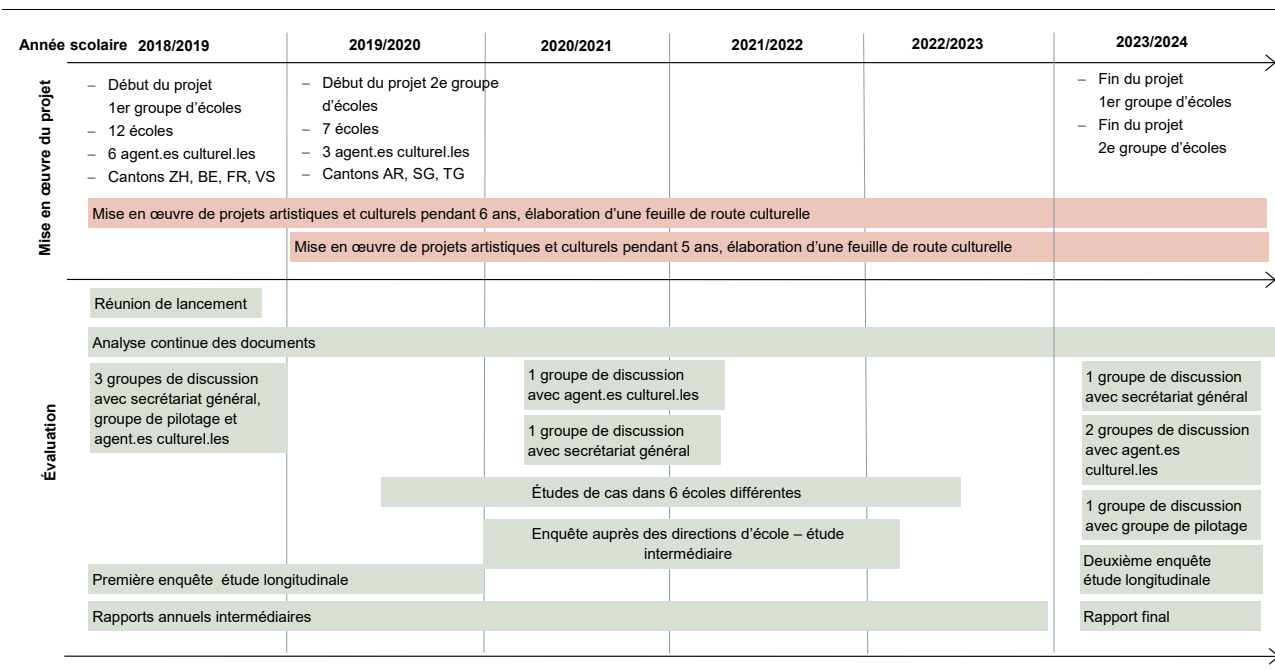 Année scolaire 2018/2019
2019/2020
2020/2021
2021/2022
2022/2023
2023/2024
Mise en œuvre du projet
– Début du projet
1er groupe d'écoles
– 12 écoles
– 6 agent.es culturel.les
– Cantons ZH, BE, FR, VS
– Début du projet 2e groupe
d'écoles
– 7 écoles
– 3 agent.es culturel.les
– Cantons AR, SG, TG
– Fin du projet
1er groupe d'écoles
– Fin du projet
2e groupe d'écoles
Mise en œuvre de projets artistiques et culturels pendant 6 ans, élaboration d'une feuille de route culturelle
Mise en œuvre de projets artistiques et culturels pendant 5 ans, élaboration d'une feuille de route culturelle
Évaluation
Réunion de lancement
Analyse continue des documents
3 groupes de discussion
avec secrétariat général,
groupe de pilotage et
agent.es culturel.les
1 groupe de discussion
avec agent.es culturel.les
1 groupe de discussion
avec secrétariat général
1 groupe de discussion
avec secrétariat général
2 groupes de discussion
avec agent.es
culturel.les
1 groupe de discussion
avec groupe de pilotage
Études de cas dans 6 écoles différentes
Enquête auprès des directions d'école – étude
intermédiaire
Première enquête étude longitudinale
Deuxième enquête
étude longitudinale
Rapports annuels intermédiaires
Rapport final